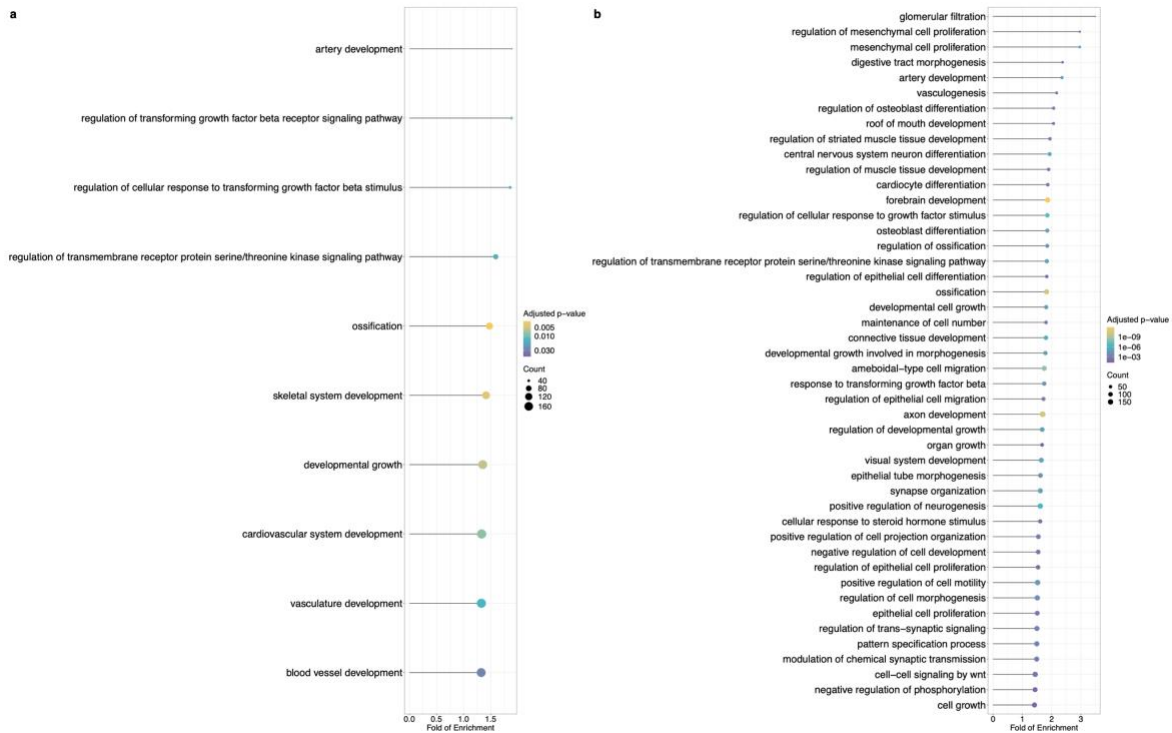 a
artery development
regulation of transforming growth factor beta receptor signaling pathway
regulation of cellular response to transforming growth factor beta stimulus
regulation of transmembrane receptor protein serine/threonine kinase signaling pathway
ossification
skeletal system development
developmental growth
cardiovascular system development
vasculature development
blood vessel development
0.0 0.5 1.0 1.5
Fold of Enrichment
Adjusted p−value
0.005
0.010
0.030
Count
40
80
120
160
b
glomerular filtration
regulation of mesenchymal cell proliferation
mesenchymal cell proliferation
digestive tract morphogenesis
artery development
vasculogenesis
regulation of osteoblast differentiation
roof of mouth development
regulation of striated muscle tissue development
central nervous system neuron differentiation
regulation of muscle tissue development
cardiocyte differentiation
forebrain development
regulation of cellular response to growth factor stimulus
osteoblast differentiation
regulation of ossification
regulation of transmembrane receptor protein serine/threonine kinase signaling pathway
regulation of epithelial cell differentiation
ossification
developmental cell growth
maintenance of cell number
connective tissue development
developmental growth involved in morphogenesis
ameboidal−type cell migration
response to transforming growth factor beta
regulation of epithelial cell migration
axon development
regulation of developmental growth
organ growth
visual system development
epithelial tube morphogenesis
synapse organization
positive regulation of neurogenesis
cellular response to steroid hormone stimulus
positive regulation of cell projection organization
negative regulation of cell development
regulation of epithelial cell proliferation
positive regulation of cell motility
regulation of cell morphogenesis
epithelial cell proliferation
regulation of trans−synaptic signaling
pattern specification process
modulation of chemical synaptic transmission
cell−cell signaling by wnt
negative regulation of phosphorylation
cell growth
0 1 2 3
Fold of Enrichment
Adjusted p−value
1e−09
1e−06
1e−03
Count
50
100
150